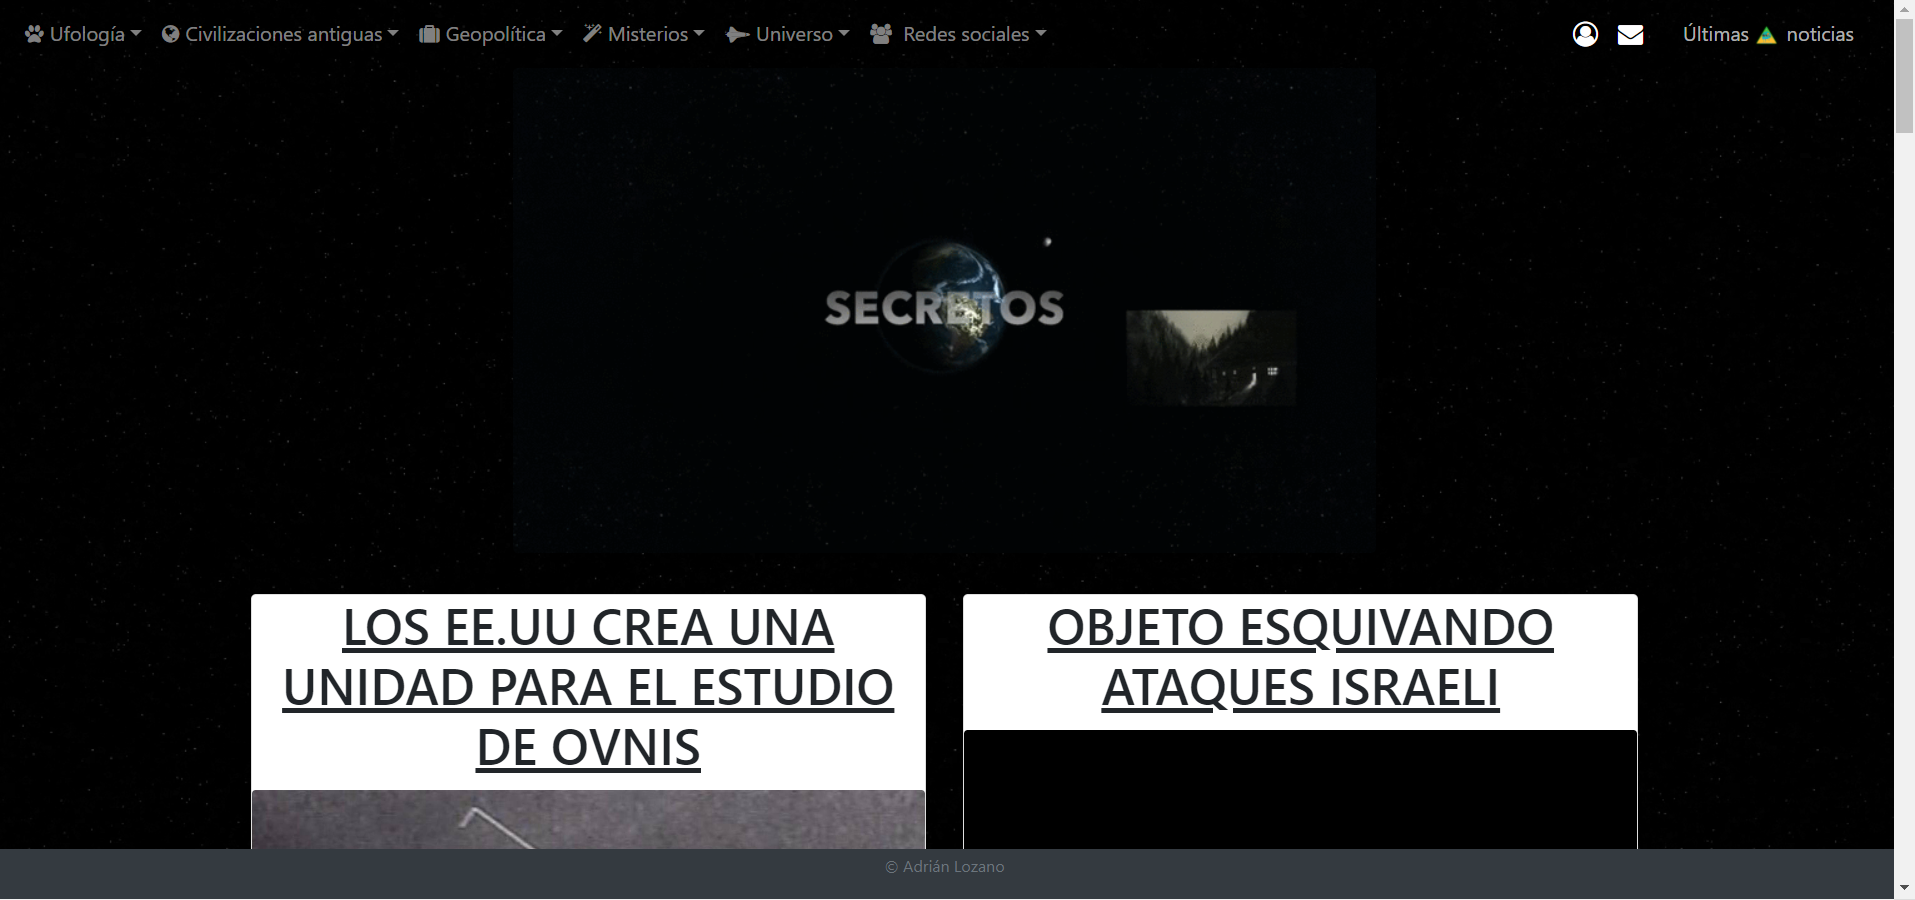 Ufología Civilizaciones antiguas Geopolítica Misterios Universo Redes sociales Últimas noticias
SECRETOS
LOS EE.UU CREA UNA
UNIDAD PARA EL ESTUDIO
DE OVNIS
OBJETO ESQUIVANDO
ATAQUES ISRAELI
© Adrián Lozano